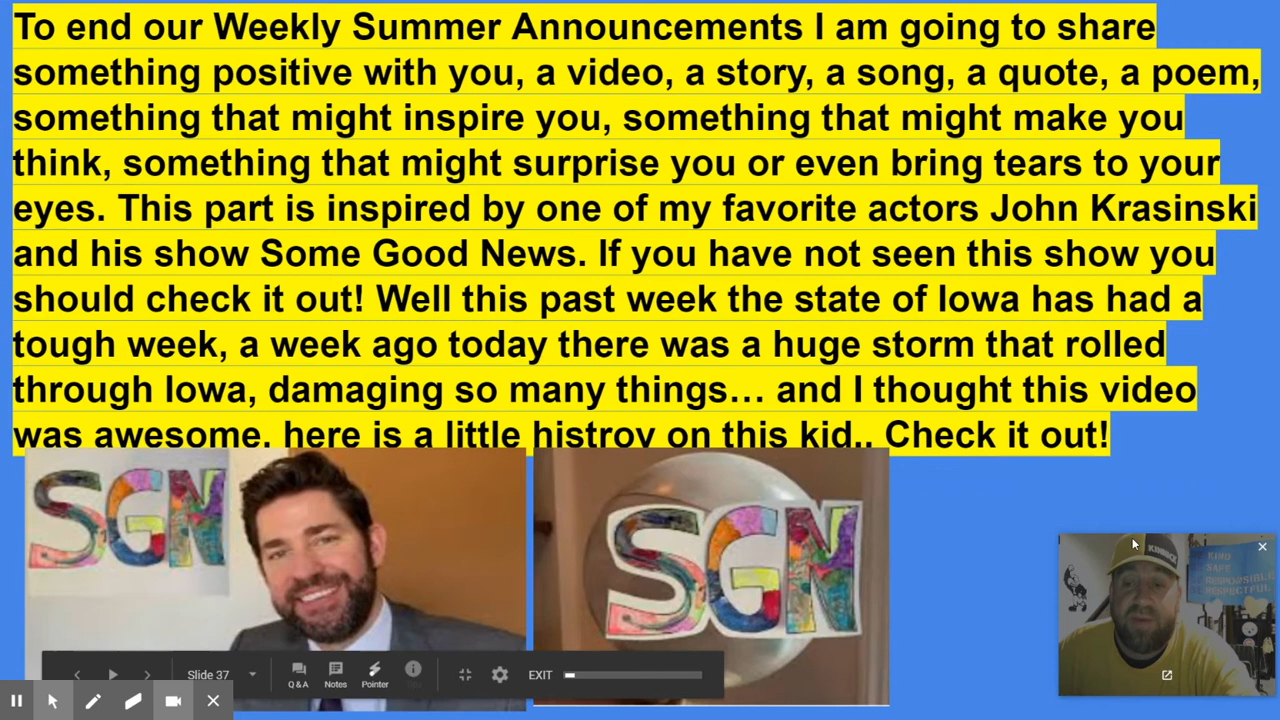 To end our Weekly Summer Announcements I am going to share
something positive with you, a video, a story, a song, a quote, a poem,
something that might inspire you, something that might make you
think, something that might surprise you or even bring tears to your
eyes. This part is inspired by one of my favorite actors John Krasinski
and his show Some Good News. If you have not seen this show you
should check it out! Well this past week the state of Iowa has had a
tough week, a week ago today there was a huge storm that rolled
through Iowa, damaging so many things... and I thought this video
was awesome. here is a little histroy on this kid.. Check it out!
SGN
SGN
KIND
SAFE
RESPONSIBLE
RESPECTFUL
Slide 37
Q & A
Notes
Pointer
EXIT